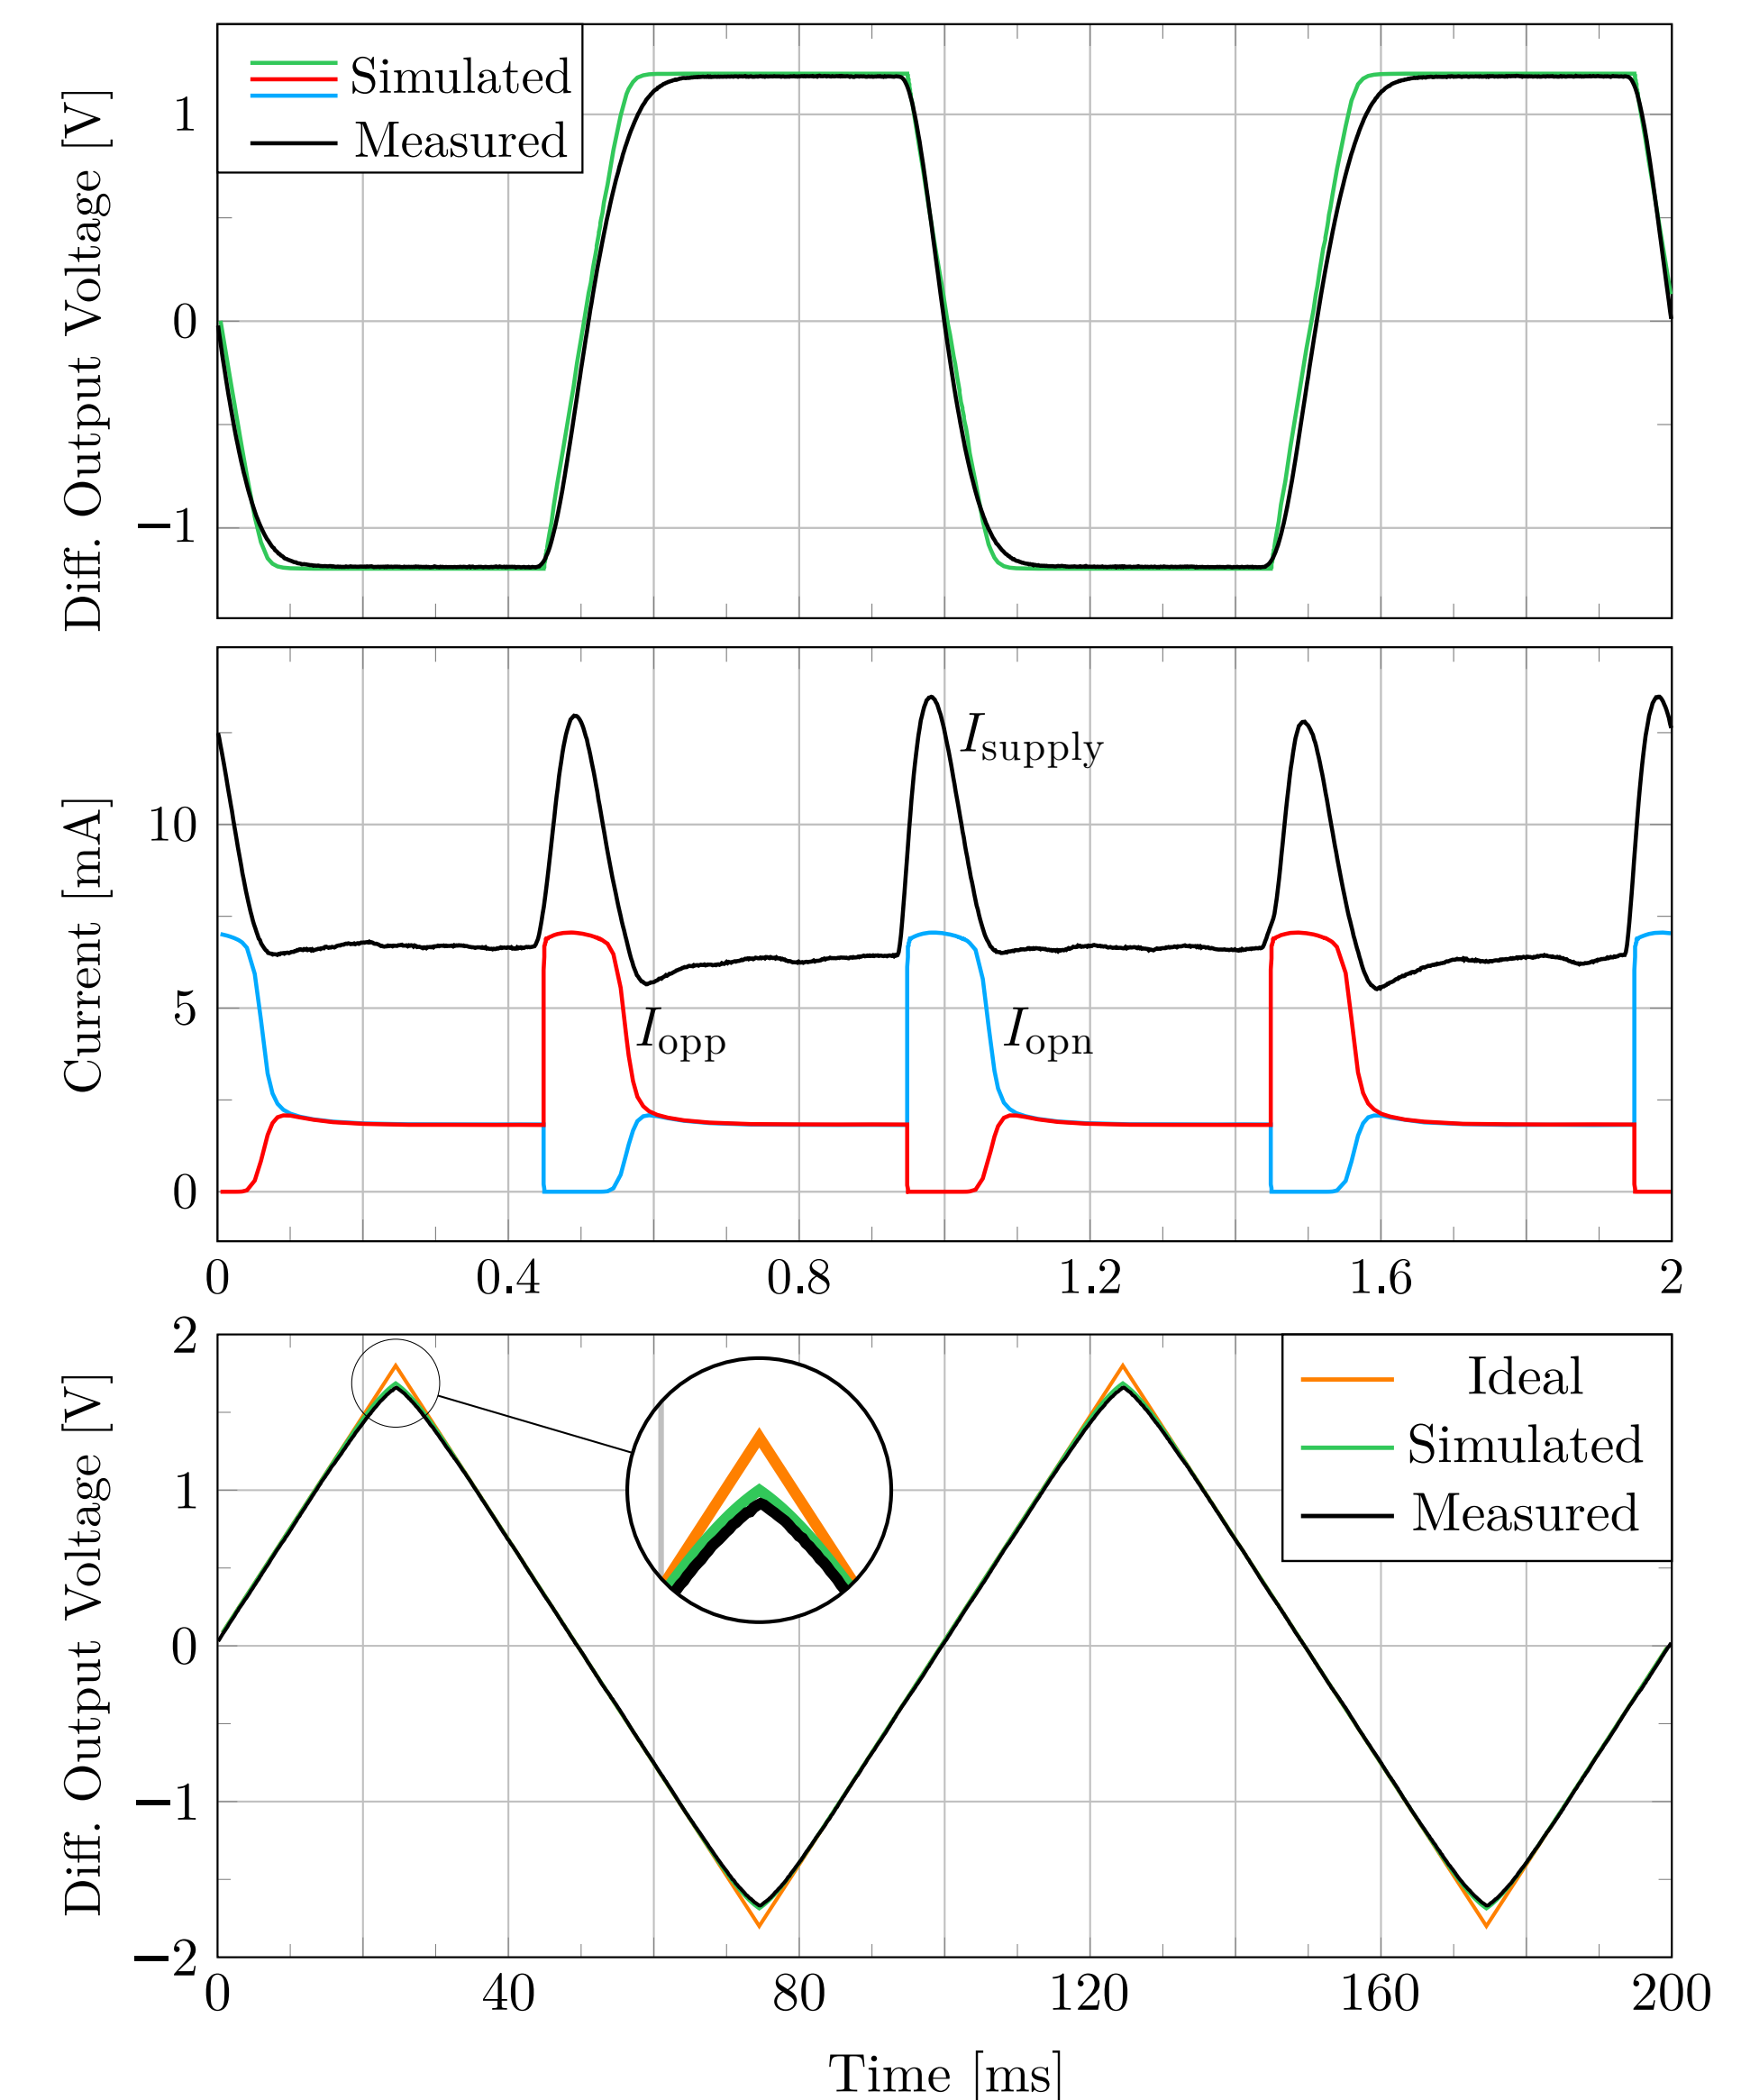 Diff. Output Voltage [V]
1
0
−1
Simulated
Measured
Current [mA]
10
5
0
I_supply
I_opp
I_opn
0 0.4 0.8 1.2 1.6 2
Diff. Output Voltage [V]
2
1
0
−1
−2
Ideal
Simulated
Measured
0 40 80 120 160 200
Time [ms]